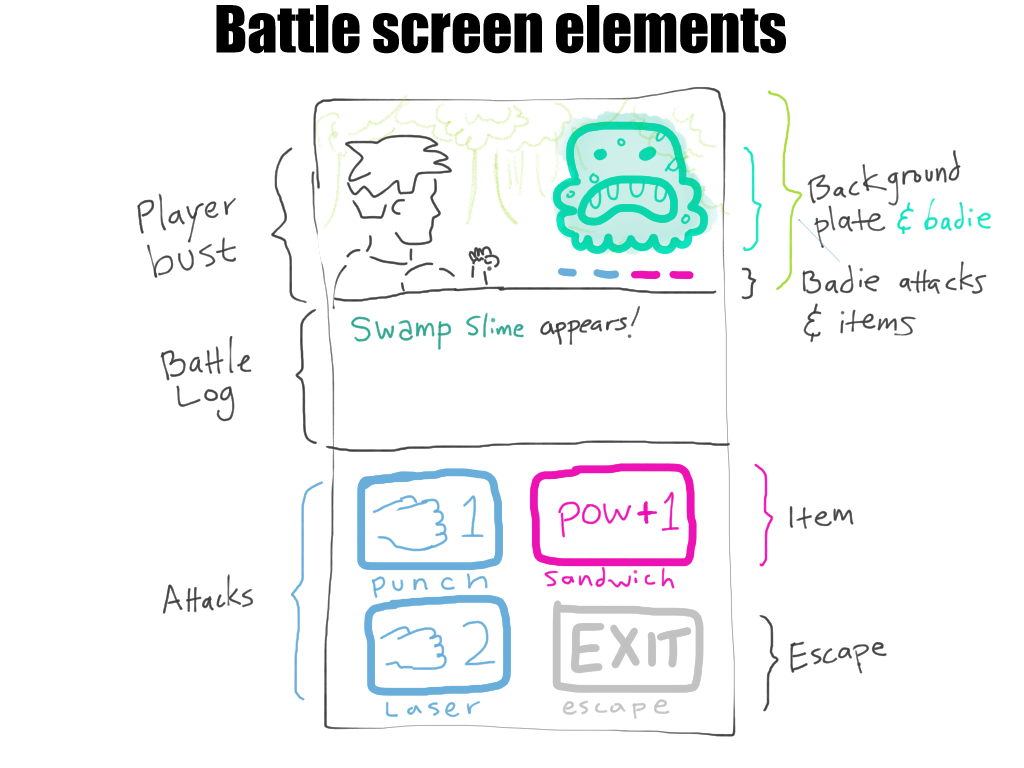 Battle screen elements
Player
bust
Background
plate & badie
Badie attacks
& items
Swamp Slime appears!
Battle
Log
1
POW+1
Item
punch
sandwich
Attacks
2
EXIT
Escape
Laser
escape